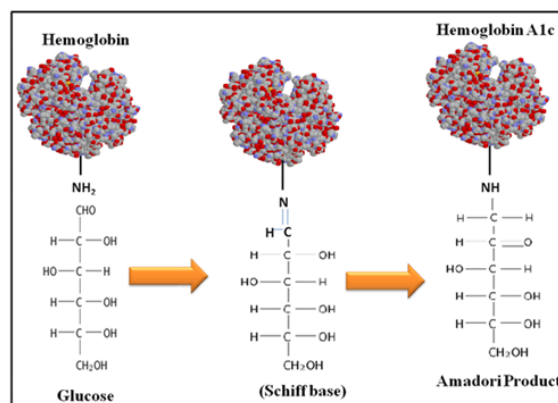 Hemoglobin
Hemoglobin A1c
NH₂
N
NH
CHO
H C
H C H
H C OH
H C OH
H C O
HO C H
HO C H
HO C H
H C OH
H C OH
H C OH
H C OH
H C OH
H C OH
CH₂OH
CH₂OH
CH₂OH
Glucose
(Schiff base)
Amadori Product